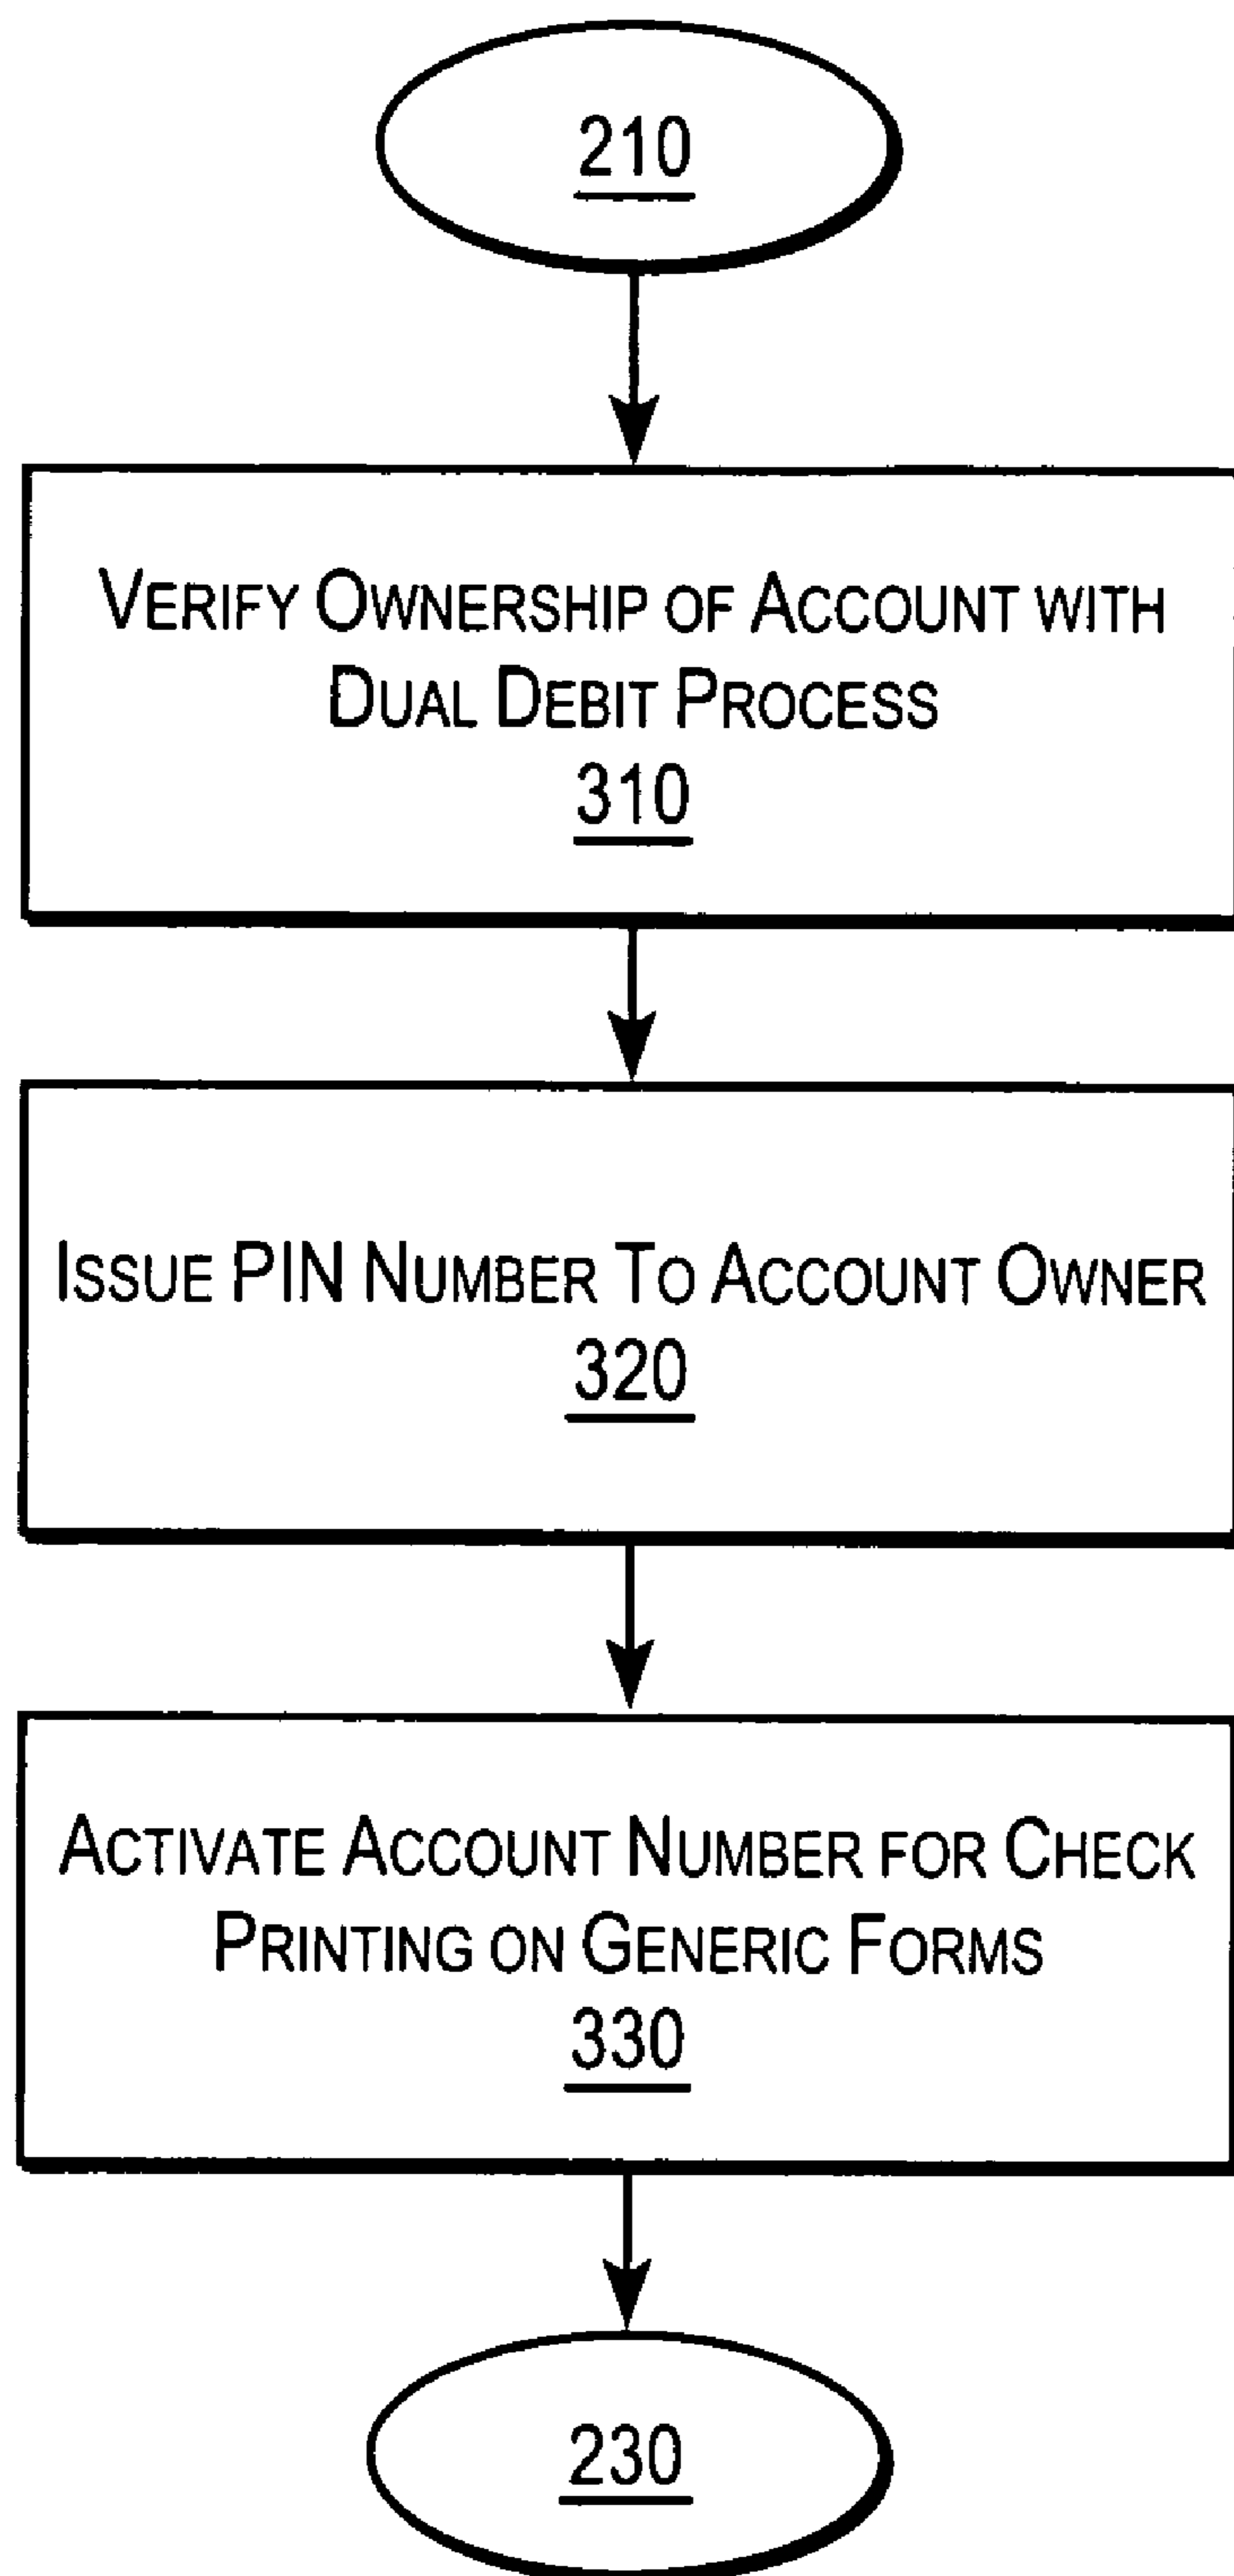 210
VERIFY OWNERSHIP OF ACCOUNT WITH
DUAL DEBIT PROCESS
310
ISSUE PIN NUMBER TO ACCOUNT OWNER
320
ACTIVATE ACCOUNT NUMBER FOR CHECK
PRINTING ON GENERIC FORMS
330
230